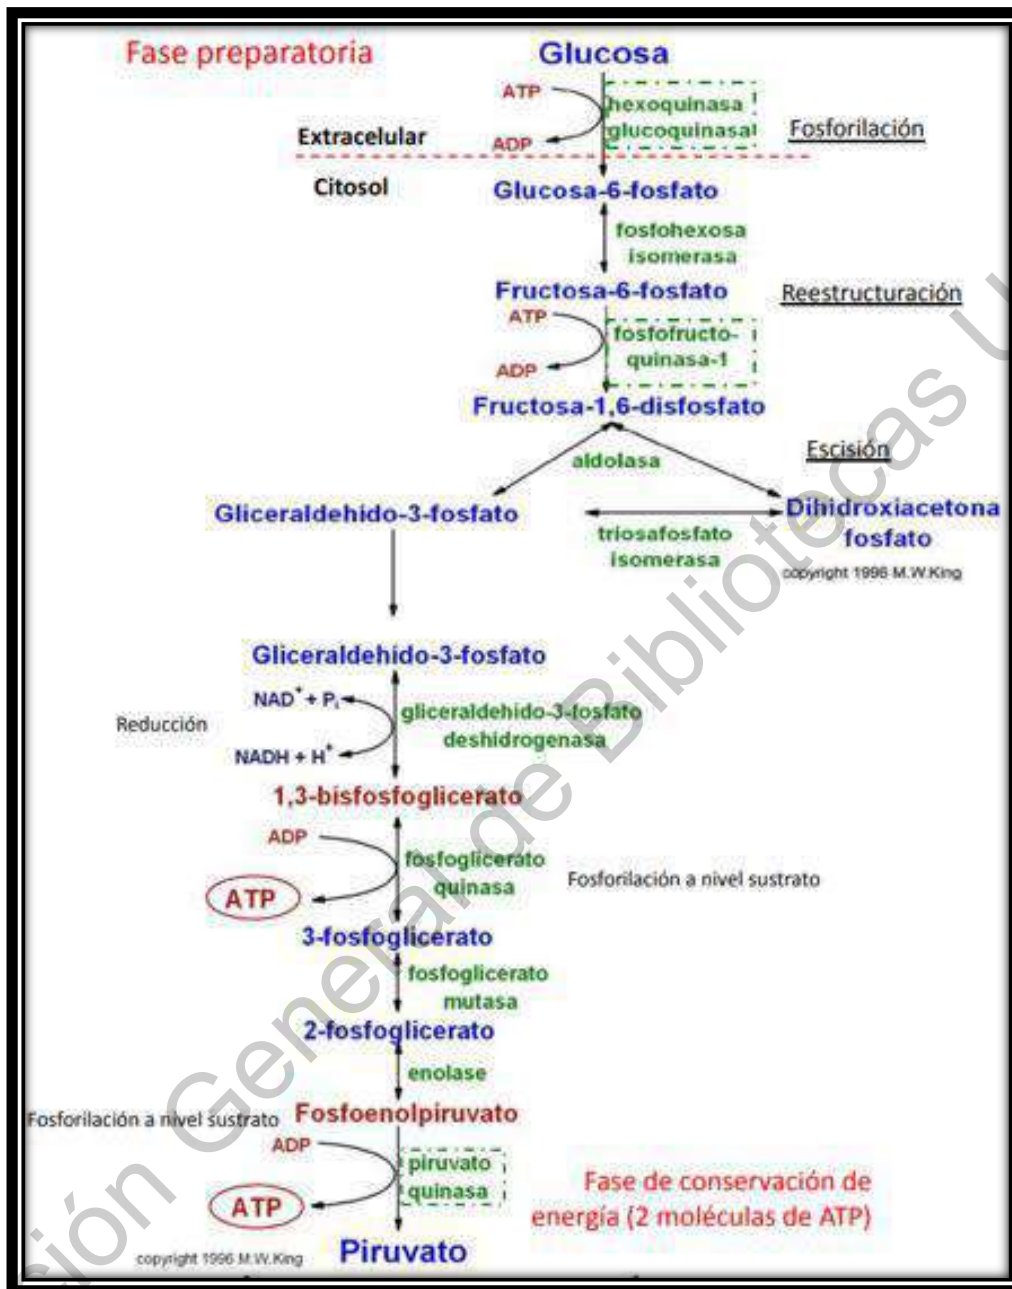 Fase preparatoria
Glucosa
ATP
hexoquinasa
glucoquinasa
Fosforilación
Extracelular
ADP
Citosol
Glucosa-6-fosfato
fosfohexosa
isomerasa
Fructosa-6-fosfato
Reestructuración
ATP
fosfofructo-
quinasa-1
ADP
Fructosa-1,6-disfosfato
Escisión
aldolasa
Gliceraldehido-3-fosfato
Dihidroxiacetona
fosfato
triosafosfato
isomerasa
copyright 1996 M.W.King
Gliceraldehido-3-fosfato
NAD+ + Pi
Reducción
gliceraldehido-3-fosfato
deshidrogenasa
NADH + H+
1,3-bisfosfoglicerato
ADP
fosfoglicerato
quinasa
Fosforilación a nivel sustrato
ATP
3-fosfoglicerato
fosfoglicerato
mutasa
2-fosfoglicerato
enolase
Fosforilación a nivel sustrato
Fosfoenolpiruvato
ADP
piruvato
quinasa
ATP
Fase de conservación de
energía (2 moléculas de ATP)
Piruvato
copyright 1996 M.W.King
ción General de Bibliotecas U